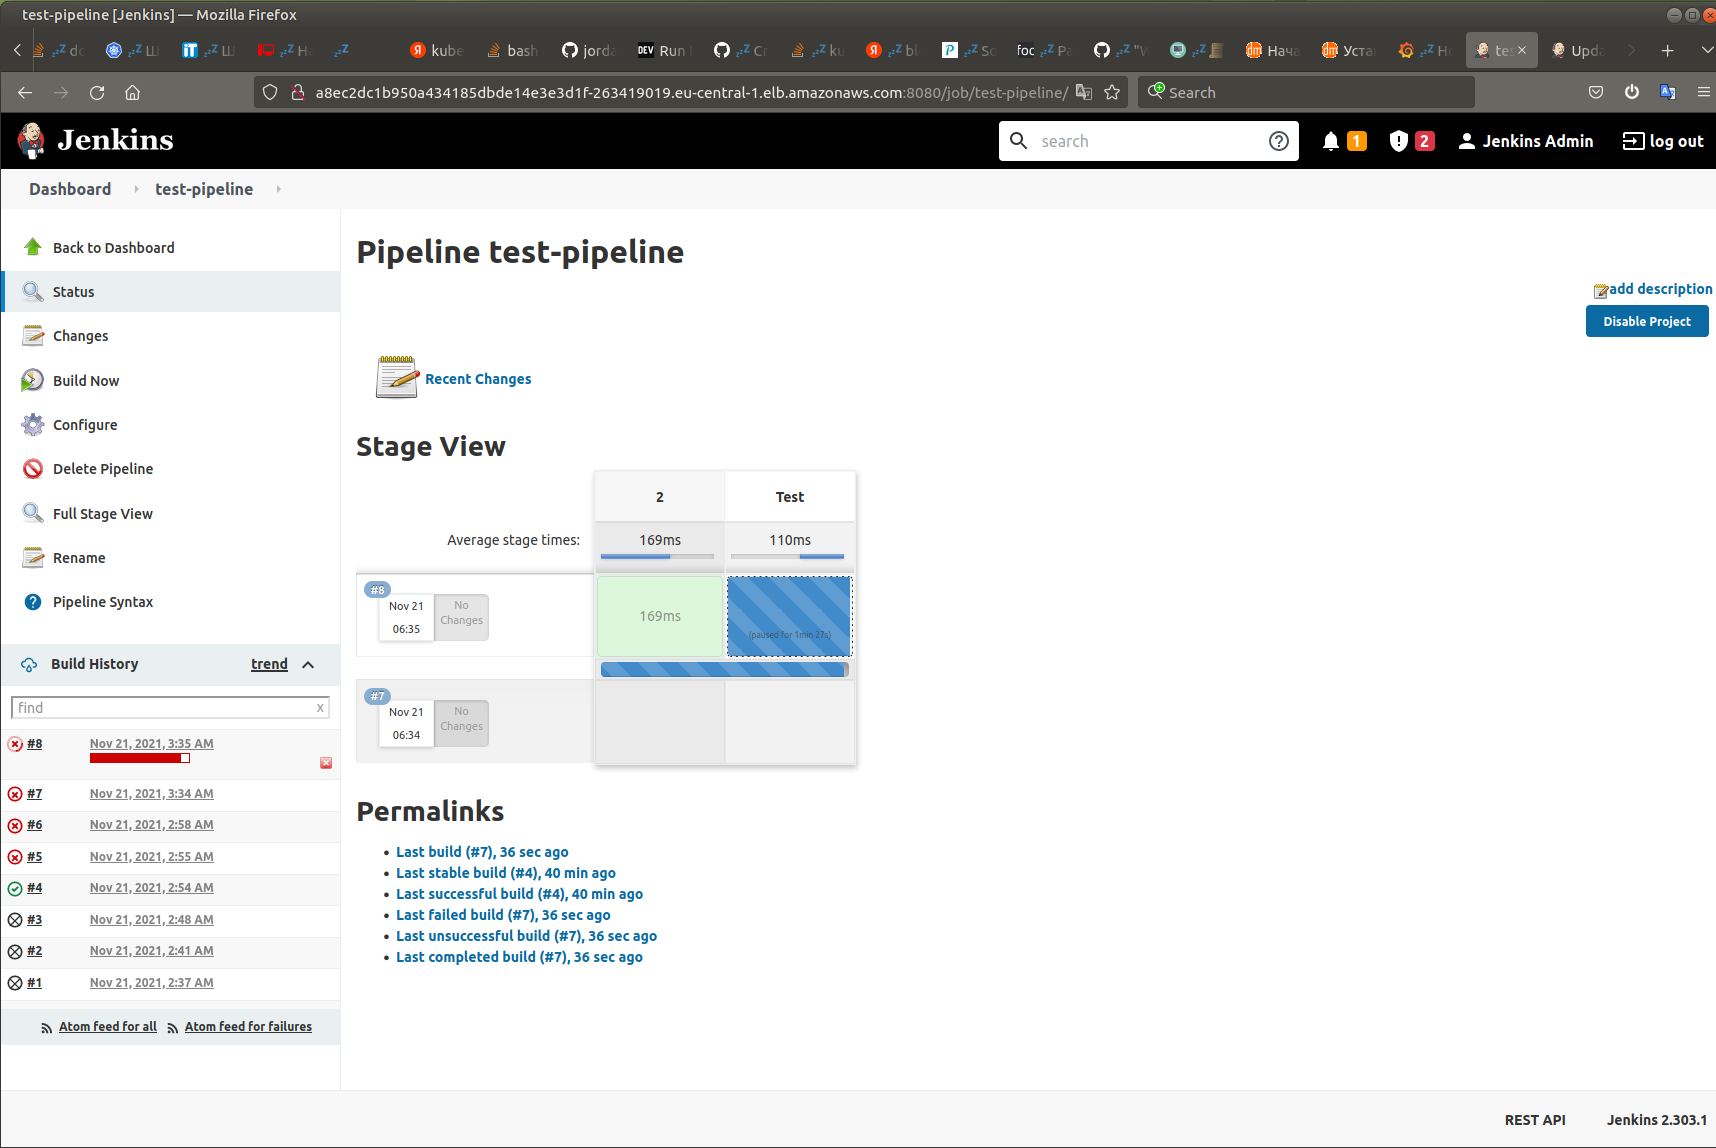 test-pipeline [Jenkins] — Mozilla Firefox
kube
bash
jorda
DEV Run
foc
Нача
Уста
tes
Upda
a8ec2dc1b950a434185dbde14e3e3d1f-263419019.eu-central-1.elb.amazonaws.com:8080/job/test-pipeline/
Search
Jenkins
search
1
2
Jenkins Admin
log out
Dashboard
test-pipeline
Back to Dashboard
Status
Changes
Build Now
Configure
Delete Pipeline
Full Stage View
Rename
Pipeline Syntax
Build History
trend
find
x
#8 Nov 21, 2021, 3:35 AM
#7 Nov 21, 2021, 3:34 AM
#6 Nov 21, 2021, 2:58 AM
#5 Nov 21, 2021, 2:55 AM
#4 Nov 21, 2021, 2:54 AM
#3 Nov 21, 2021, 2:48 AM
#2 Nov 21, 2021, 2:41 AM
#1 Nov 21, 2021, 2:37 AM
Atom feed for all Atom feed for failures
Pipeline test-pipeline
add description
Disable Project
Recent Changes
Stage View
2 Test
Average stage times: 169ms 110ms
#8
Nov 21
06:35
No
Changes
169ms
(paused for 1min 27s)
#7
Nov 21
06:34
No
Changes
Permalinks
Last build (#7), 36 sec ago
Last stable build (#4), 40 min ago
Last successful build (#4), 40 min ago
Last failed build (#7), 36 sec ago
Last unsuccessful build (#7), 36 sec ago
Last completed build (#7), 36 sec ago
REST API
Jenkins 2.303.1